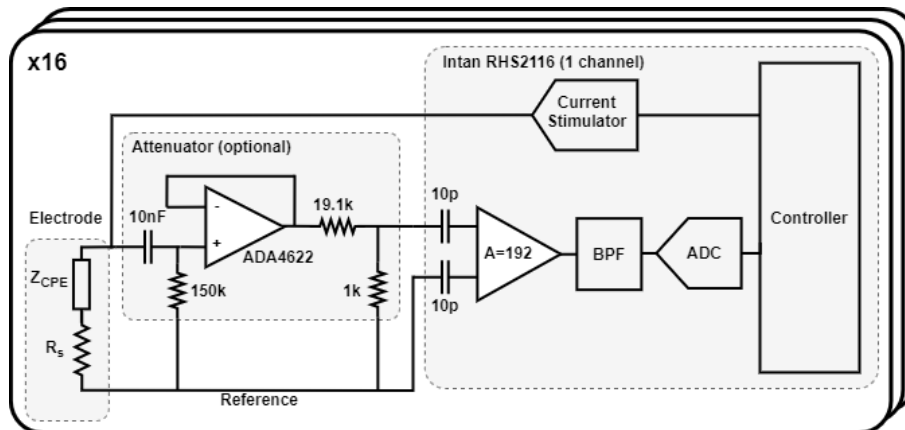 x16
Intan RHS2116 (1 channel)
Current
Stimulator
Attenuator (optional)
Electrode
10nF
-
+
ADA4622
19.1k
10p
A=192
BPF
ADC
Controller
Z_CPE
150k
1k
10p
R_s
Reference